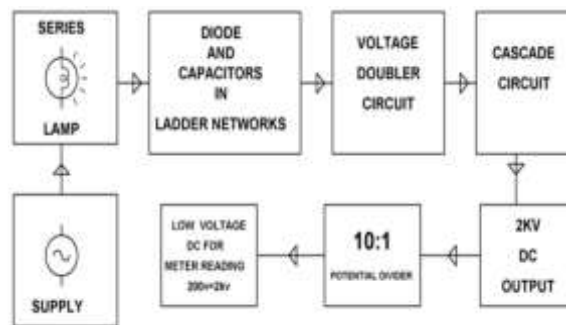 SERIES
LAMP
DIODE
AND
CAPACITORS
IN
LADDER NETWORKS
VOLTAGE
DOUBLER
CIRCUIT
CASCADE
CIRCUIT
SUPPLY
LOW VOLTAGE
DC FOR
METER READING
200v=2kv
10:1
POTENTIAL DIVIDER
2KV
DC
OUTPUT